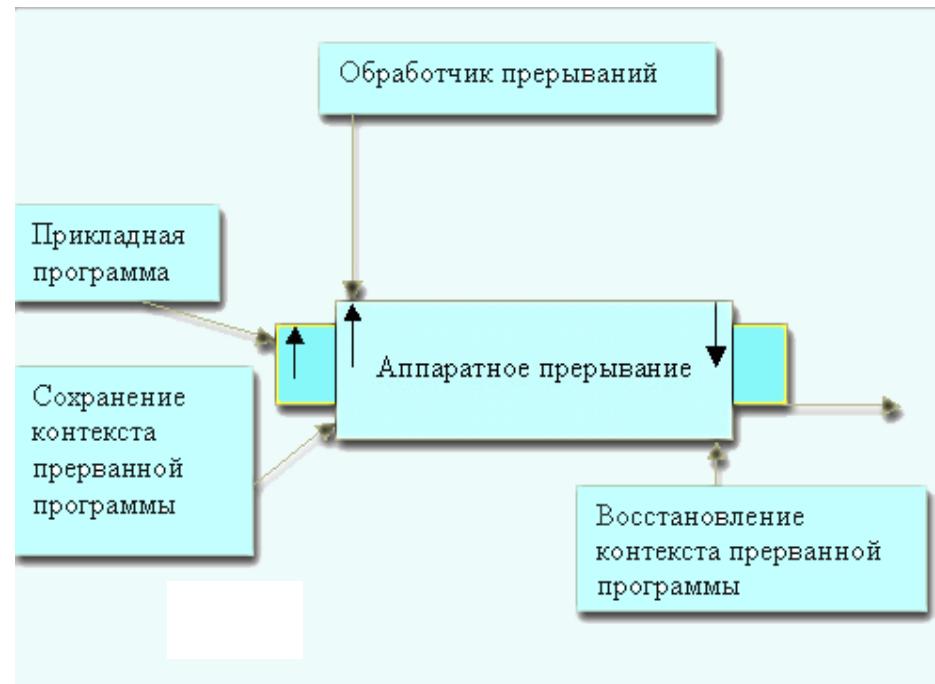 Обработчик прерываний
Прикладная
программа
Аппаратное прерывание
Сохранение
контекста
прерванной
программы
Восстановление
контекста прерванной
программы